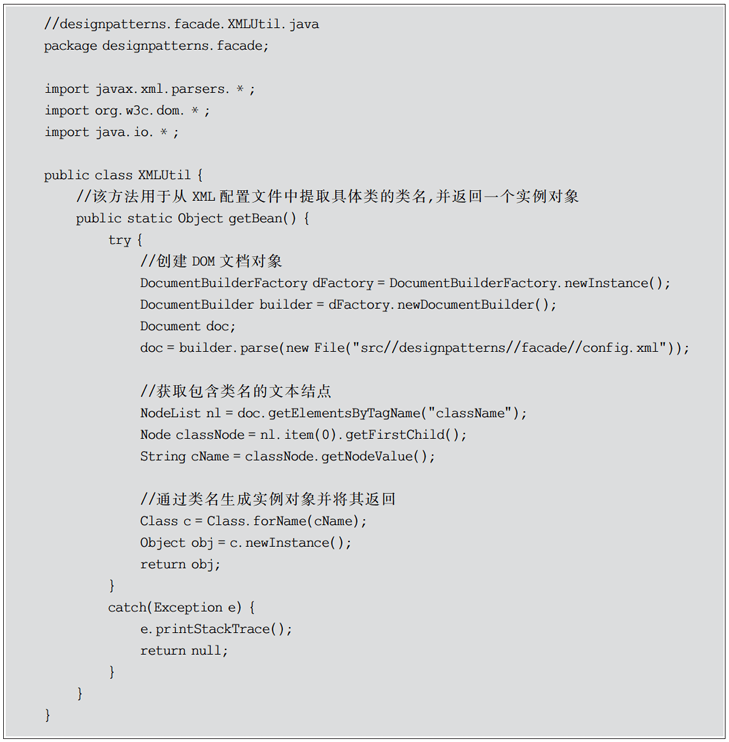 //designpatterns.facade.XMLUtil.java
package designpatterns.facade;

import javax.xml.parsers.*;
import org.w3c.dom.*;
import java.io.*;

public class XMLUtil {
    //该方法用于从 XML 配置文件中提取具体类的类名,并返回一个实例对象
    public static Object getBean() {
        try {
            //创建 DOM 文档对象
            DocumentBuilderFactory dFactory = DocumentBuilderFactory.newInstance();
            DocumentBuilder builder = dFactory.newDocumentBuilder();
            Document doc;
            doc = builder.parse(new File("src//designpatterns//facade//config.xml"));

            //获取包含类名的文本结点
            NodeList nl = doc.getElementsByTagName("className");
            Node classNode = nl.item(0).getFirstChild();
            String cName = classNode.getNodeValue();

            //通过类名生成实例对象并将其返回
            Class c = Class.forName(cName);
            Object obj = c.newInstance();
            return obj;
        }
        catch(Exception e) {
            e.printStackTrace();
            return null;
        }
    }
}